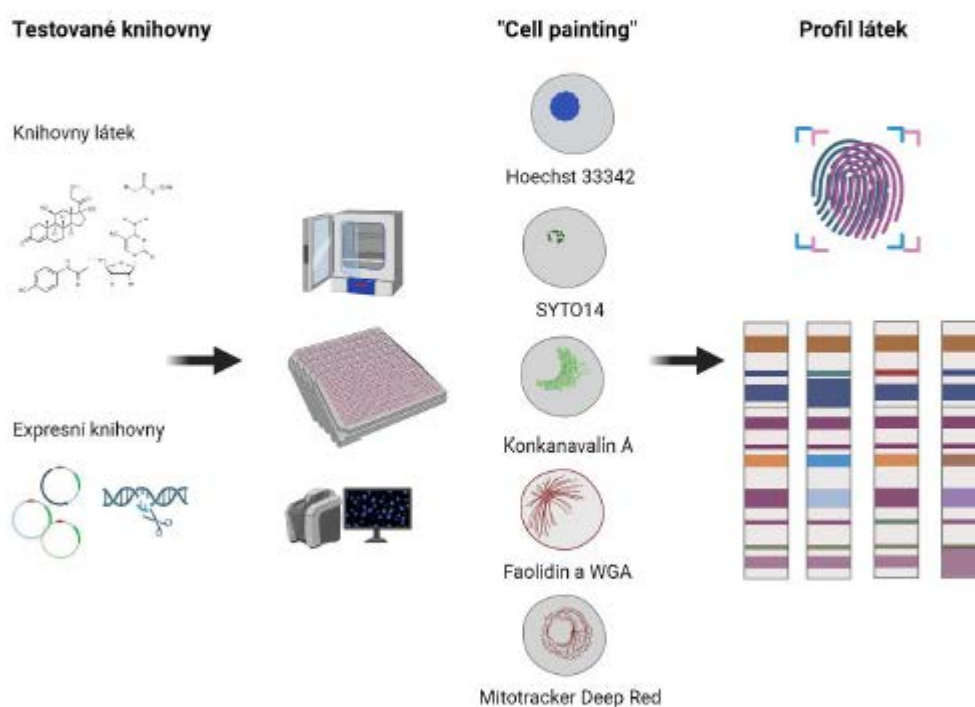 Testované knihovny
"Cell painting"
Profil látek
Knihovny látek
Hoechst 33342
SYTO14
Konkanavalin A
Expresní knihovny
Faolidin a WGA
Mitotracker Deep Red